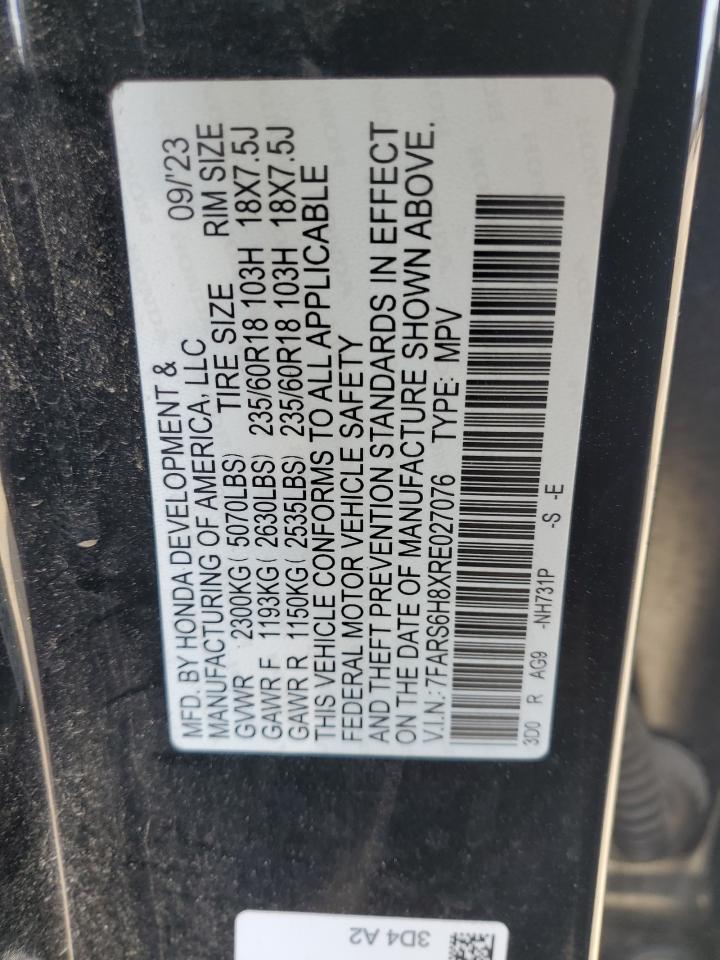 MFD. BY HONDA DEVELOPMENT &
MANUFACTURING OF AMERICA, LLC 09/'23
GVWR 2300KG( 5070LBS) TIRE SIZE RIM SIZE
GAWR F 1193KG( 2630LBS) 235/60R18 103H 18X7.5J
GAWR R 1150KG( 2535LBS) 235/60R18 103H 18X7.5J
THIS VEHICLE CONFORMS TO ALL APPLICABLE
FEDERAL MOTOR VEHICLE SAFETY
AND THEFT PREVENTION STANDARDS IN EFFECT
ON THE DATE OF MANUFACTURE SHOWN ABOVE.
V.I.N.: 7FARS6H8XRE027076 TYPE: MPV
3D0 R AG9 -NH731P -S -E
3D4 A2